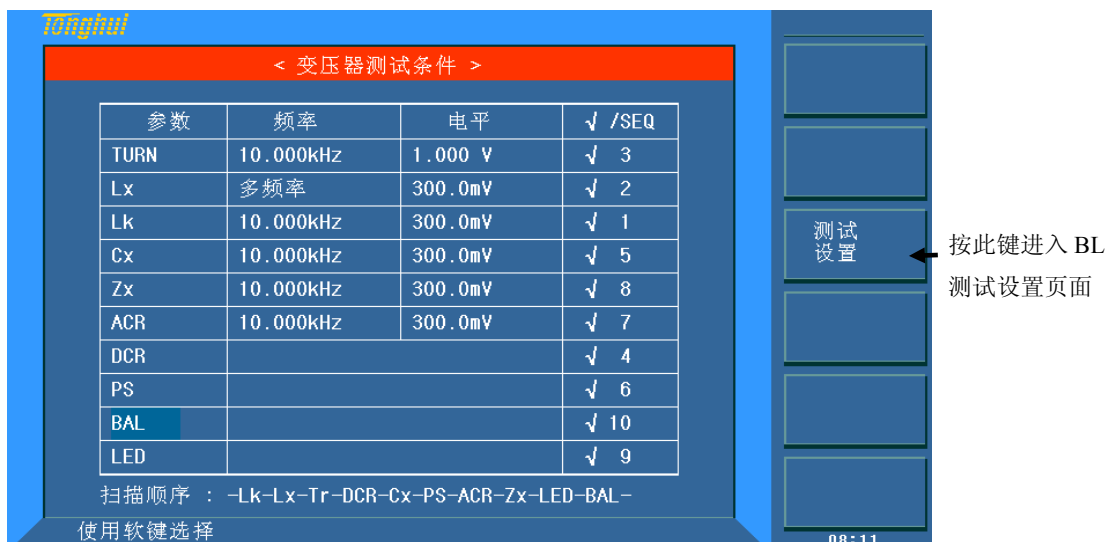 Tonghui
< 变压器测试条件 >
参数 频率 电平 √ /SEQ
TURN 10.000kHz 1.000 V √ 3
Lx 多频率 300.0mV √ 2
Lk 10.000kHz 300.0mV √ 1
Cx 10.000kHz 300.0mV √ 5
Zx 10.000kHz 300.0mV √ 8
ACR 10.000kHz 300.0mV √ 7
DCR √ 4
PS √ 6
BAL √ 10
LED √ 9
扫描顺序 : -Lk-Lx-Tr-DCR-Cx-PS-ACR-Zx-LED-BAL-
使用软键选择
测试
设置
08:11
按此键进入 BL
测试设置页面